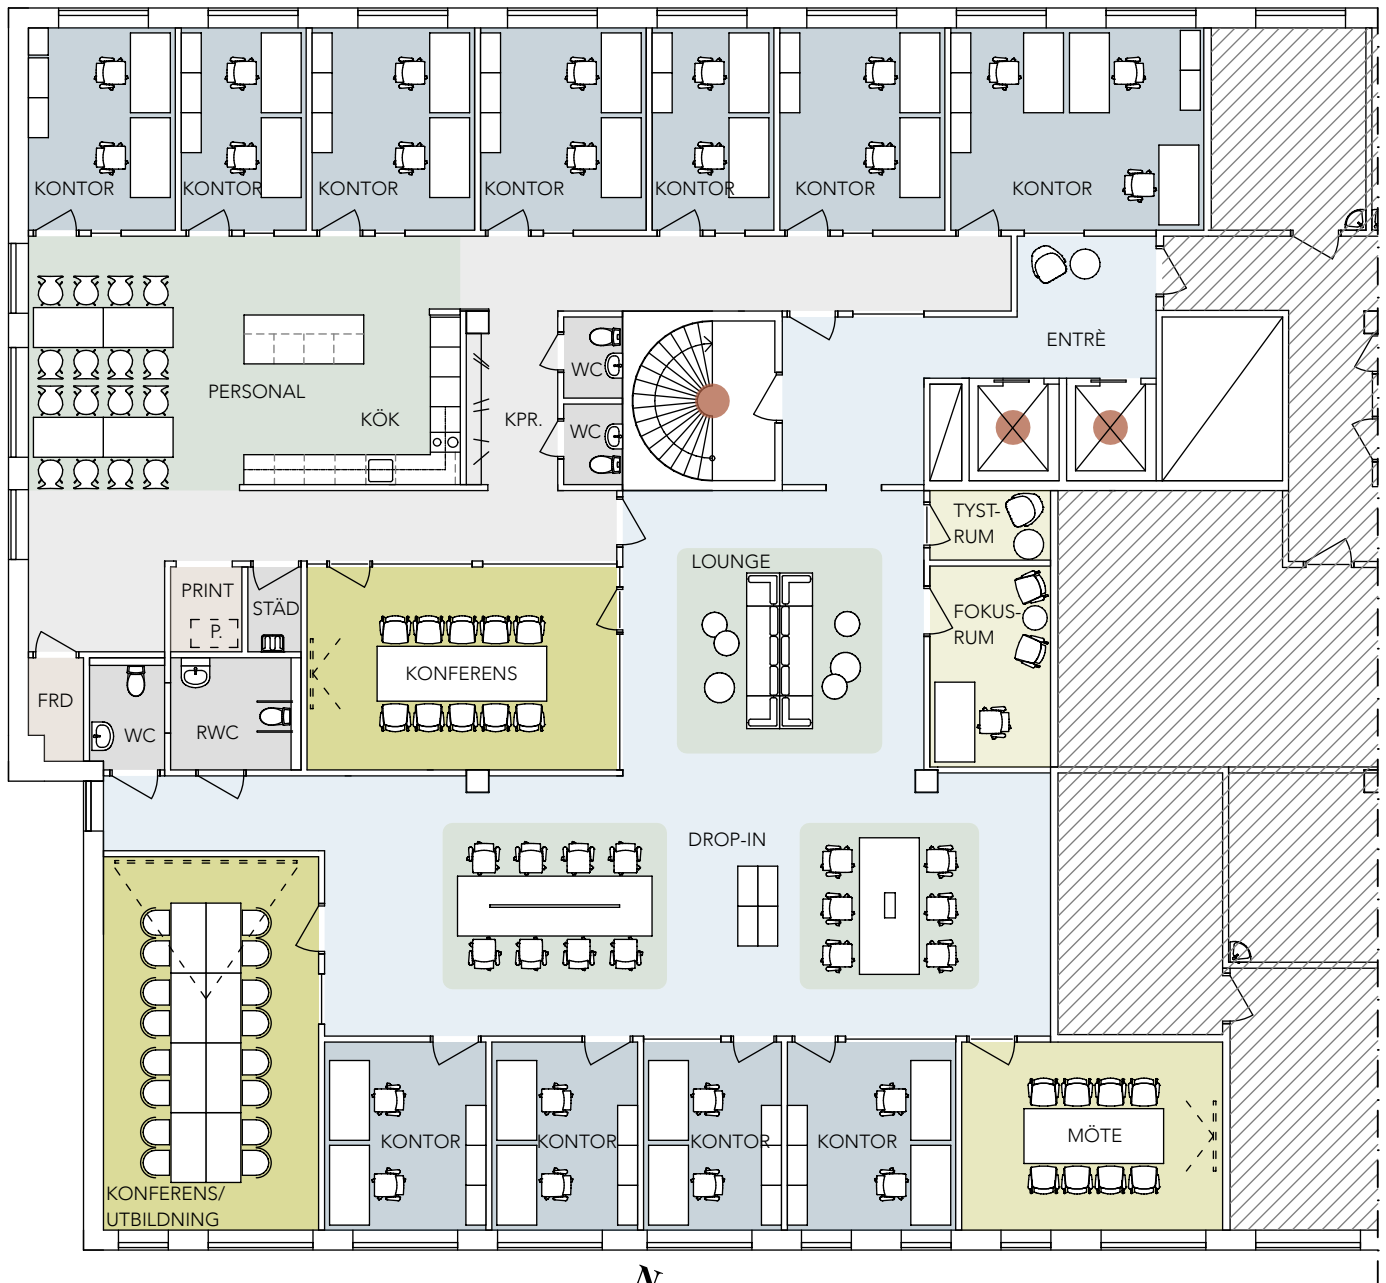 KONTOR
KONTOR
KONTOR
KONTOR
KONTOR
KONTOR
KONTOR
ENTRÈ
PERSONAL
KÖK
KPR.
WC
WC
TYST-
RUM
LOUNGE
PRINT
P.
STÄD
FOKUS-
RUM
KONFERENS
FRD
WC
RWC
DROP-IN
KONTOR
KONTOR
KONTOR
KONTOR
MÖTE
KONFERENS/
UTBILDNING
N